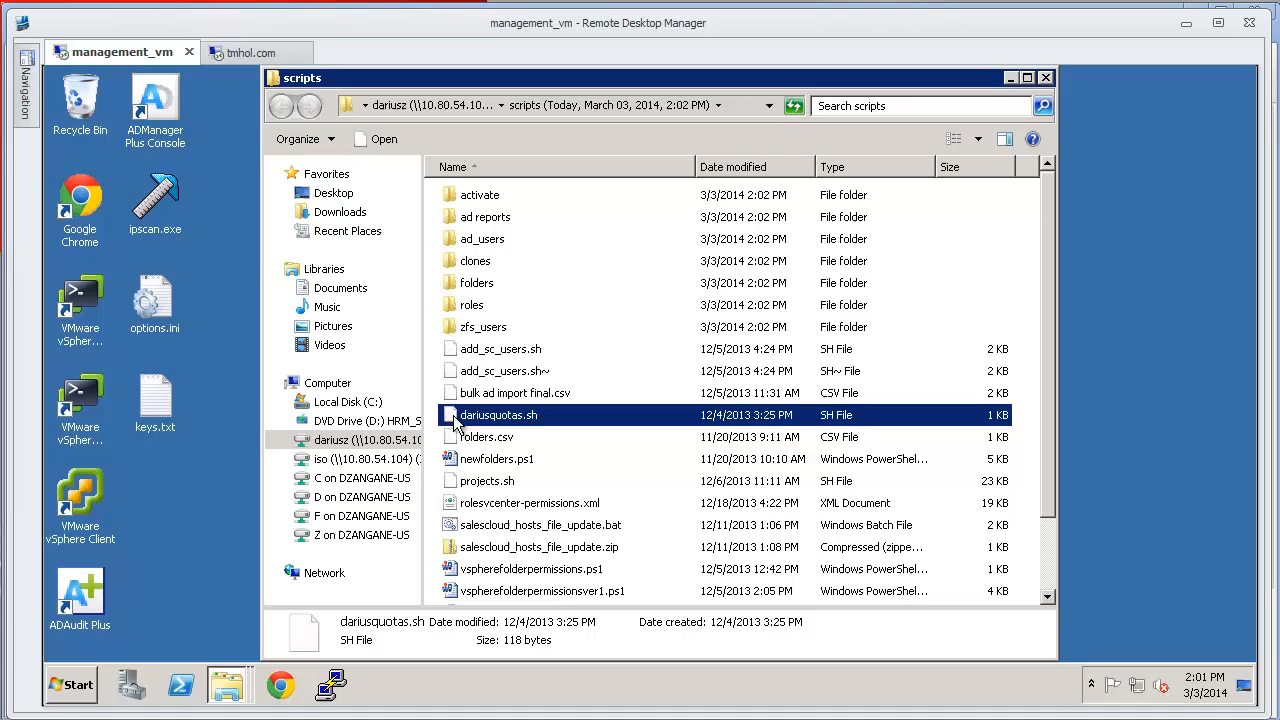 management_vm - Remote Desktop Manager
management_vm
tmhol.com
Navigation
Recycle Bin
ADManager
Plus Console
Google
Chrome
ipscan.exe
VMware
vSpher...
options.ini
VMware
vSpher...
keys.txt
VMware
vSphere Client
ADAudit Plus
scripts
dariusz (\\10.80.54.10... scripts (Today, March 03, 2014, 2:02 PM)
Search scripts
Organize Open
Favorites
Desktop
Downloads
Recent Places
Libraries
Documents
Music
Pictures
Videos
Computer
Local Disk (C:)
DVD Drive (D:) HRM_S
dariusz (\\10.80.54.10
iso (\\10.80.54.104) (
C on DZANGANE-US
D on DZANGANE-US
F on DZANGANE-US
Z on DZANGANE-US
Network
Name Date modified Type Size
activate 3/3/2014 2:02 PM File folder
ad reports 3/3/2014 2:02 PM File folder
ad_users 3/3/2014 2:02 PM File folder
clones 3/3/2014 2:02 PM File folder
folders 3/3/2014 2:02 PM File folder
roles 3/3/2014 2:02 PM File folder
zfs_users 3/3/2014 2:02 PM File folder
add_sc_users.sh 12/5/2013 4:24 PM SH File 2 KB
add_sc_users.sh~ 12/5/2013 4:24 PM SH~ File 2 KB
bulk ad import final.csv 12/5/2013 11:31 AM CSV File 2 KB
dariusquotas.sh 12/4/2013 3:25 PM SH File 1 KB
folders.csv 11/20/2013 9:11 AM CSV File 1 KB
newfolders.ps1 11/20/2013 10:10 AM Windows PowerShel... 5 KB
projects.sh 12/6/2013 11:11 AM SH File 23 KB
rolesvcenter-permissions.xml 12/18/2013 4:22 PM XML Document 19 KB
salescloud_hosts_file_update.bat 12/11/2013 1:06 PM Windows Batch File 2 KB
salescloud_hosts_file_update.zip 12/11/2013 1:08 PM Compressed (zippe... 1 KB
vspherefolderpermissions.ps1 12/5/2013 12:42 PM Windows PowerShel... 1 KB
vspherefolderpermissionsver1.ps1 12/5/2013 2:05 PM Windows PowerShel... 4 KB
dariusquotas.sh Date modified: 12/4/2013 3:25 PM Date created: 12/4/2013 3:25 PM
SH File Size: 118 bytes
Start
2:01 PM
3/3/2014